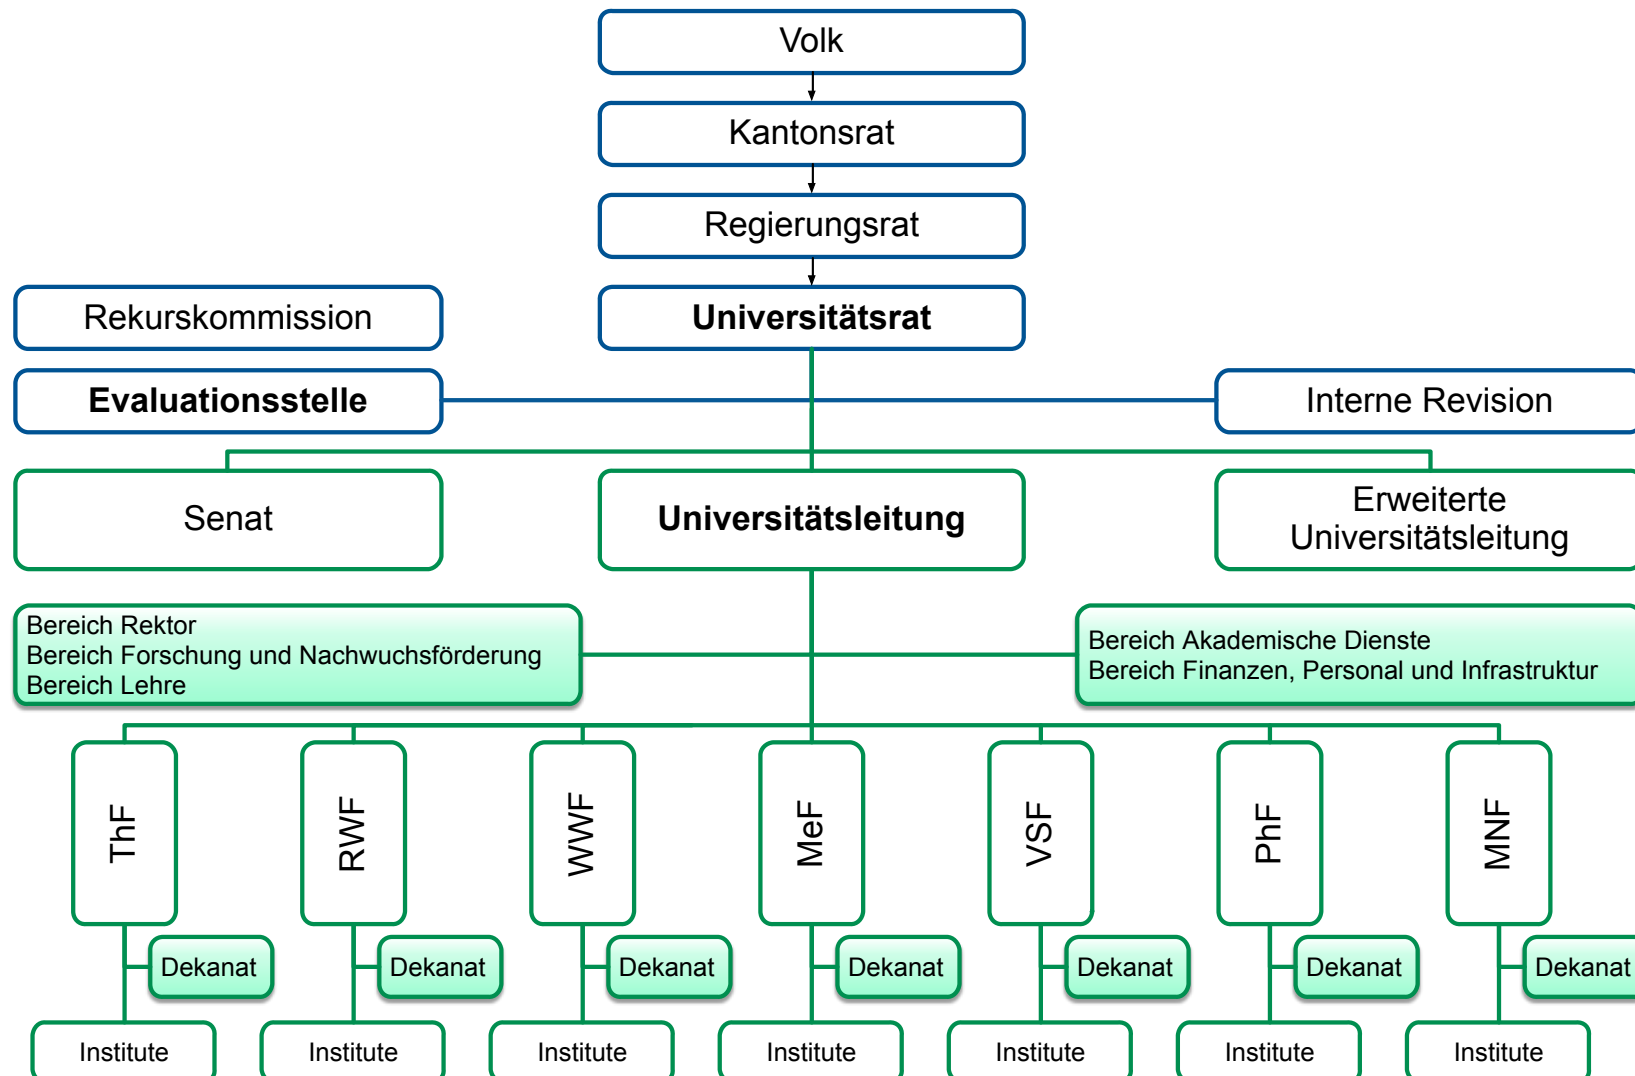 Volk
Kantonsrat
Regierungsrat
Rekurskommission
Universitätsrat
Evaluationsstelle
Interne Revision
Senat
Universitätsleitung
Erweiterte
Universitätsleitung
Bereich Rektor
Bereich Forschung und Nachwuchsförderung
Bereich Lehre
Bereich Akademische Dienste
Bereich Finanzen, Personal und Infrastruktur
ThF
RWF
WWF
MeF
VSF
PhF
MNF
Dekanat
Dekanat
Dekanat
Dekanat
Dekanat
Dekanat
Dekanat
Institute
Institute
Institute
Institute
Institute
Institute
Institute